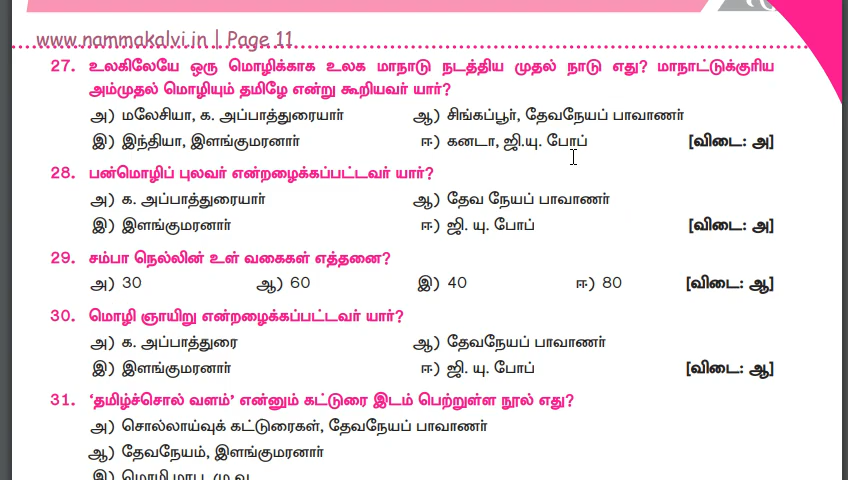 www.nammakalvi.in | Page 11
27. உலகிலேயே ஒரு மொழிக்காக உலக மாநாடு நடத்திய முதல் நாடு எது? மாநாட்டுக்குரிய
அம்முதல் மொழியும் தமிழே என்று கூறியவர் யார்?
அ) மலேசியா, க. அப்பாத்துரையார் ஆ) சிங்கப்பூர், தேவநேயப் பாவாணர்
இ) இந்தியா, இளங்குமரனார் ஈ) கனடா, ஜி.யு. போப் [விடை: அ]
28. பன்மொழிப் புலவர் என்றழைக்கப்பட்டவர் யார்?
அ) க. அப்பாத்துரையார் ஆ) தேவ நேயப் பாவாணர்
இ) இளங்குமரனார் ஈ) ஜி. யு. போப் [விடை: அ]
29. சம்பா நெல்லின் உள் வகைகள் எத்தனை?
அ) 30 ஆ) 60 இ) 40 ஈ) 80 [விடை: ஆ]
30. மொழி ஞாயிறு என்றழைக்கப்பட்டவர் யார்?
அ) க. அப்பாத்துரை ஆ) தேவநேயப் பாவாணர்
இ) இளங்குமரனார் ஈ) ஜி. யு. போப் [விடை: ஆ]
31. ‘தமிழ்ச்சொல் வளம்’ என்னும் கட்டுரை இடம் பெற்றுள்ள நூல் எது?
அ) சொல்லாய்வுக் கட்டுரைகள், தேவநேயப் பாவாணர்
ஆ) தேவநேயம், இளங்குமரனார்
இ)